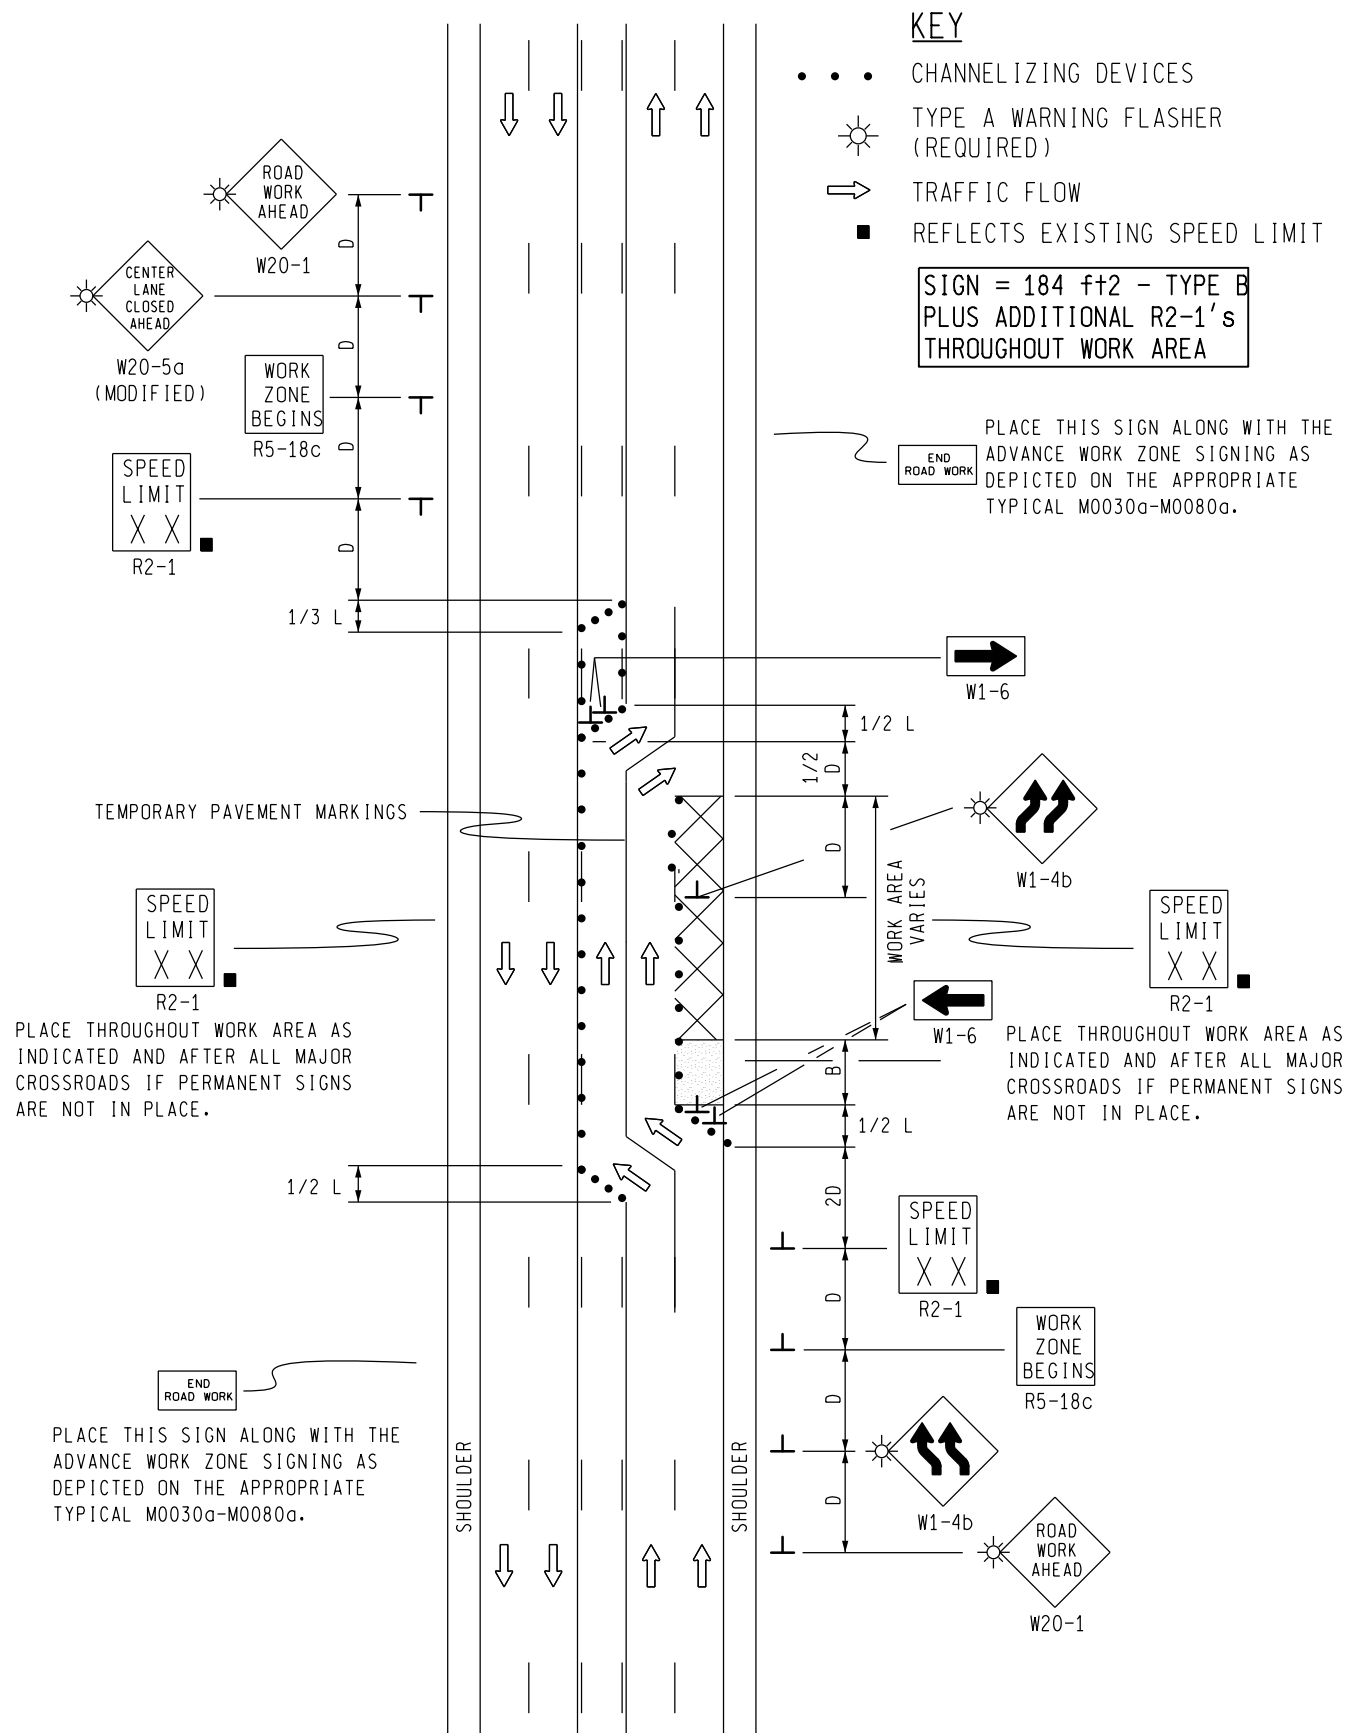 KEY
CHANNELIZING DEVICES
TYPE A WARNING FLASHER
(REQUIRED)
TRAFFIC FLOW
REFLECTS EXISTING SPEED LIMIT
SIGN = 184 ft2 - TYPE B
PLUS ADDITIONAL R2-1's
THROUGHOUT WORK AREA
ROAD
WORK
AHEAD
W20-1
D
CENTER
LANE
CLOSED
AHEAD
W20-5a
(MODIFIED)
D
WORK
ZONE
BEGINS
R5-18c
D
SPEED
LIMIT
X X
R2-1
D
1/3 L
END
ROAD WORK
PLACE THIS SIGN ALONG WITH THE
ADVANCE WORK ZONE SIGNING AS
DEPICTED ON THE APPROPRIATE
TYPICAL M0030a-M0080a.
W1-6
1/2 L
1/2
D
TEMPORARY PAVEMENT MARKINGS
D
W1-4b
WORK AREA
VARIES
SPEED
LIMIT
X X
R2-1
PLACE THROUGHOUT WORK AREA AS
INDICATED AND AFTER ALL MAJOR
CROSSROADS IF PERMANENT SIGNS
ARE NOT IN PLACE.
SPEED
LIMIT
X X
R2-1
PLACE THROUGHOUT WORK AREA AS
INDICATED AND AFTER ALL MAJOR
CROSSROADS IF PERMANENT SIGNS
ARE NOT IN PLACE.
W1-6
B
1/2 L
1/2 L
2D
SPEED
LIMIT
X X
R2-1
D
WORK
ZONE
BEGINS
R5-18c
D
W1-4b
D
ROAD
WORK
AHEAD
W20-1
END
ROAD WORK
PLACE THIS SIGN ALONG WITH THE
ADVANCE WORK ZONE SIGNING AS
DEPICTED ON THE APPROPRIATE
TYPICAL M0030a-M0080a.
SHOULDER
SHOULDER